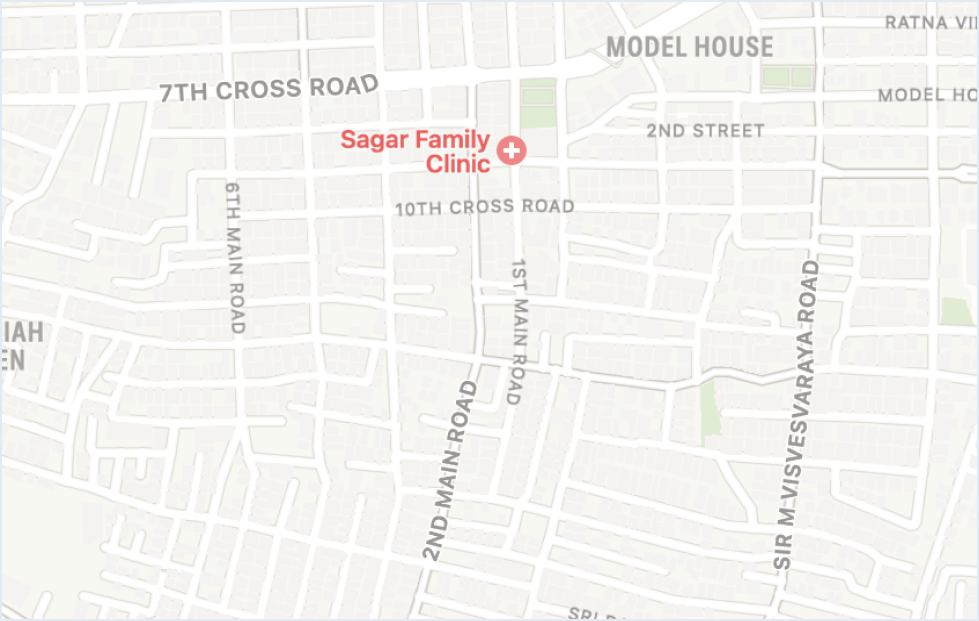 RATNA VI
MODEL HOUSE
7TH CROSS ROAD
MODEL HO
2ND STREET
Sagar Family
Clinic
10TH CROSS ROAD
6TH MAIN ROAD
1ST MAIN ROAD
SIR M VISVESVARAYA ROAD
IAH
EN
2ND MAIN ROAD